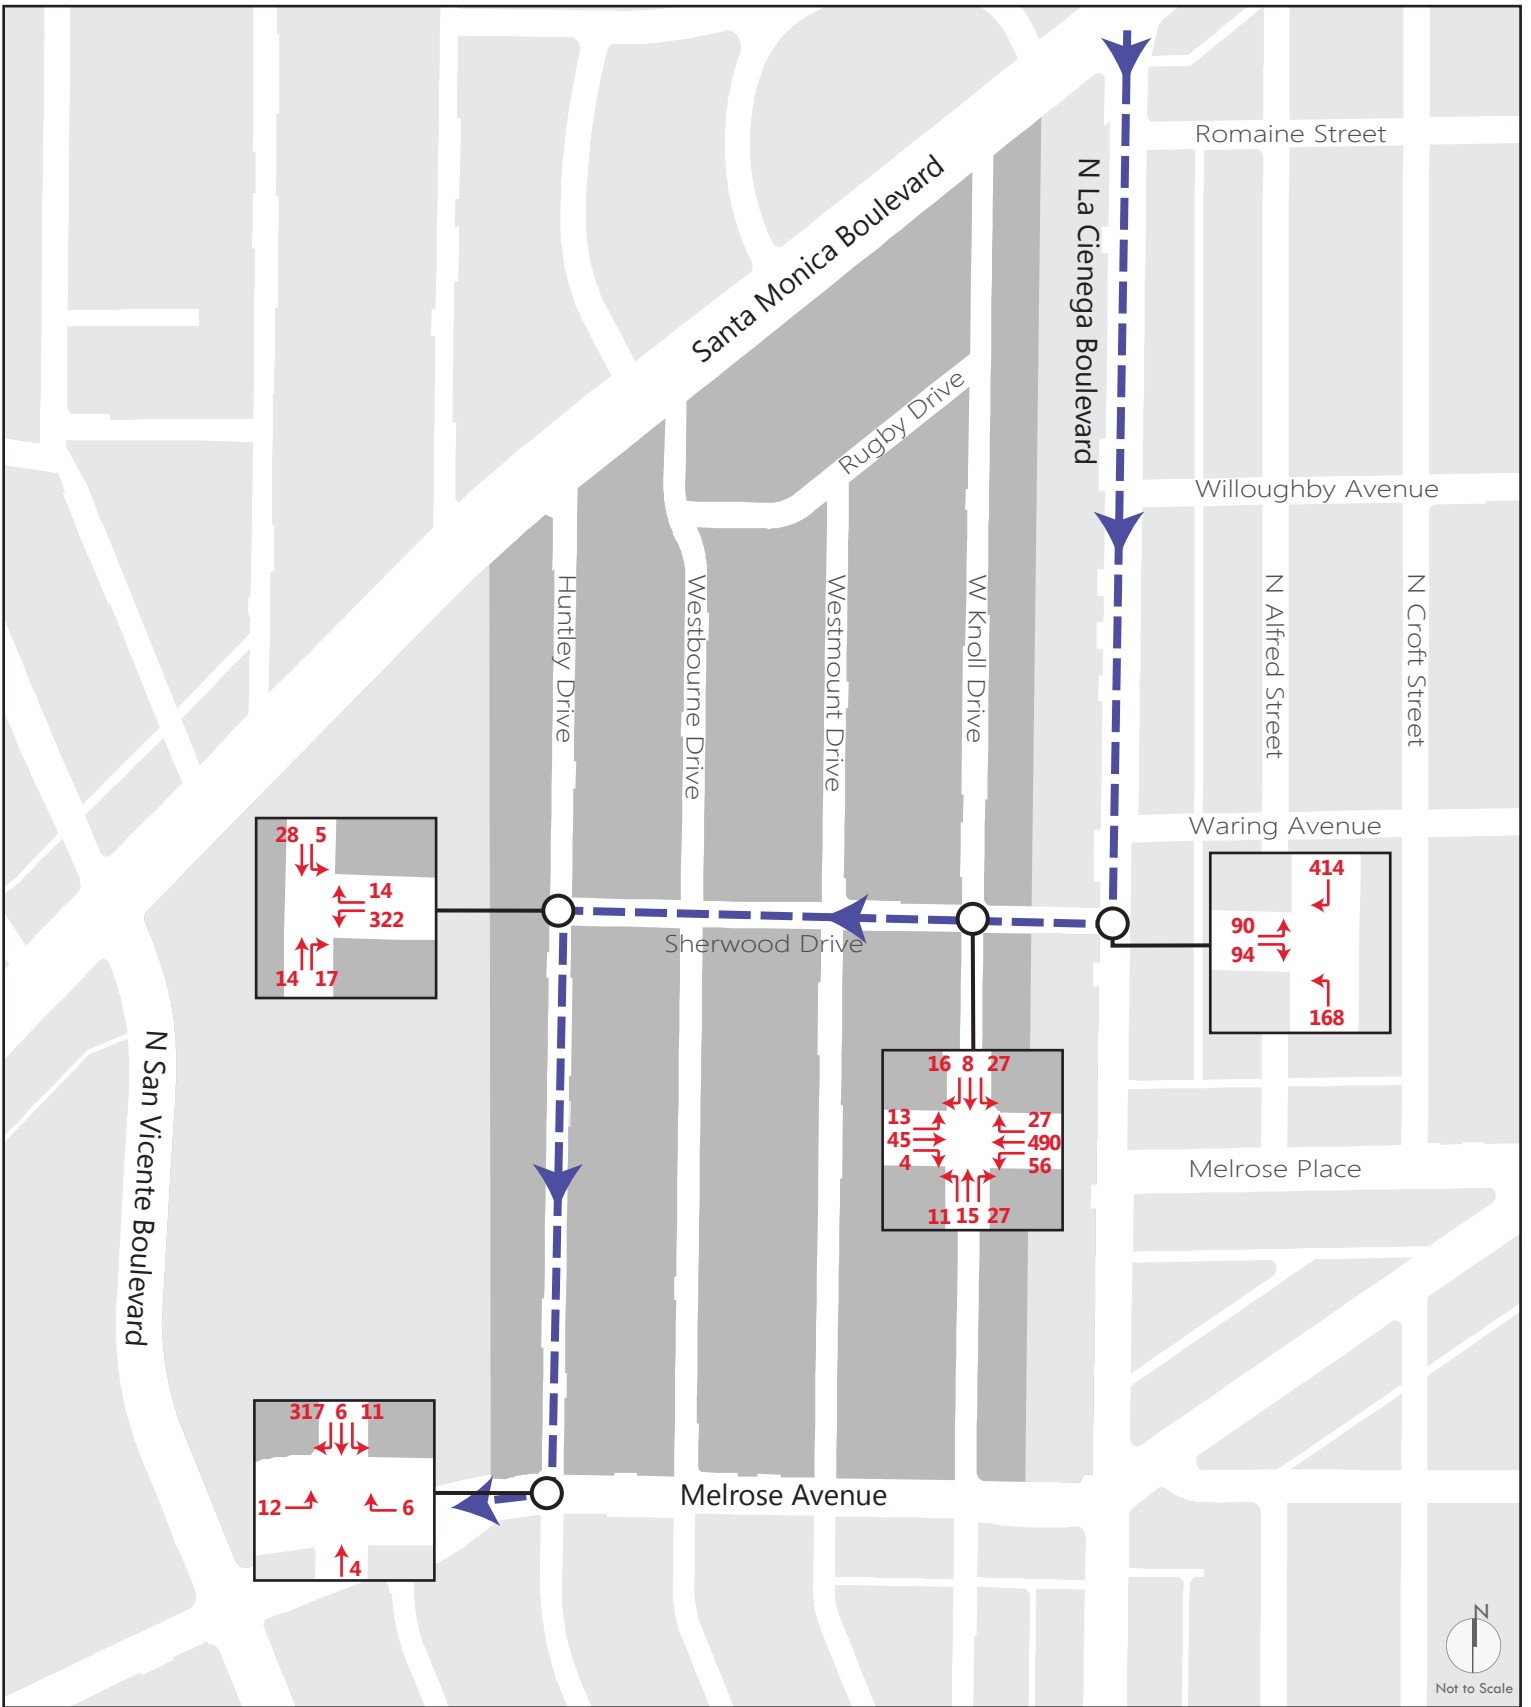 Romaine Street
N La Cienega Boulevard
Santa Monica Boulevard
Rugby Drive
Willoughby Avenue
Huntley Drive
Westbourne Drive
Westmount Drive
W Knoll Drive
N Alfred Street
N Croft Street
Waring Avenue
28 5
14
322
14 17
Sherwood Drive
414
90
94
168
N San Vicente Boulevard
16 8 27
13
45
4
27
490
56
11 15 27
Melrose Place
317 6 11
12
6
4
Melrose Avenue
N
Not to Scale